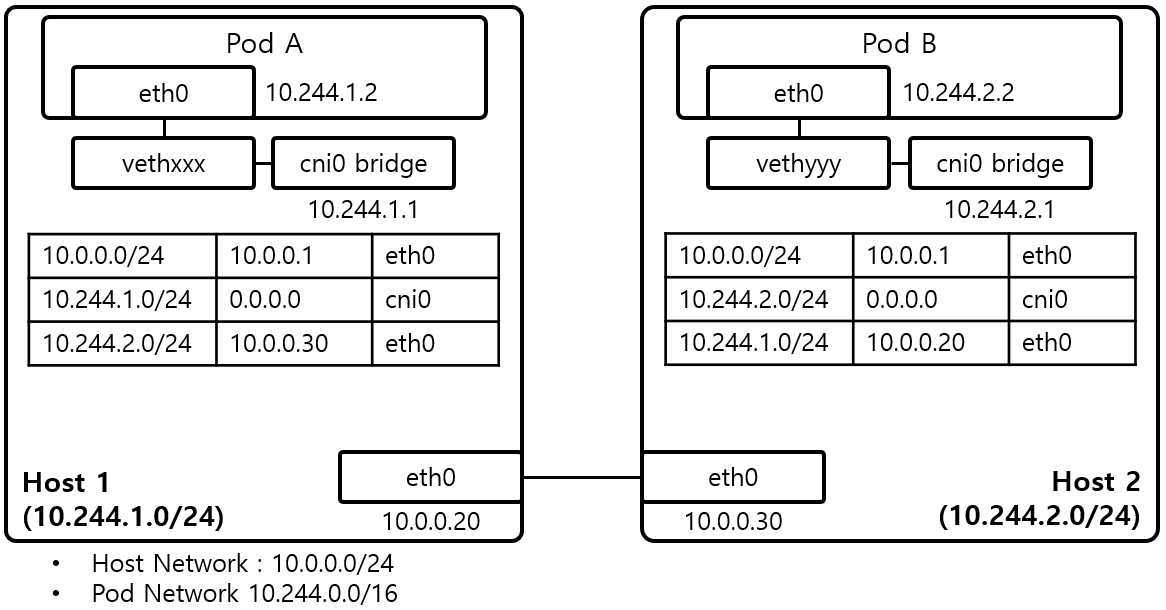 Pod A
eth0
10.244.1.2
vethxxx
cni0 bridge
10.244.1.1
10.0.0.0/24 10.0.0.1 eth0
10.244.1.0/24 0.0.0.0 cni0
10.244.2.0/24 10.0.0.30 eth0
eth0
10.0.0.20
Host 1
(10.244.1.0/24)
Pod B
eth0
10.244.2.2
vethyyy
cni0 bridge
10.244.2.1
10.0.0.0/24 10.0.0.1 eth0
10.244.2.0/24 0.0.0.0 cni0
10.244.1.0/24 10.0.0.20 eth0
eth0
10.0.0.30
Host 2
(10.244.2.0/24)
• Host Network : 10.0.0.0/24
• Pod Network 10.244.0.0/16